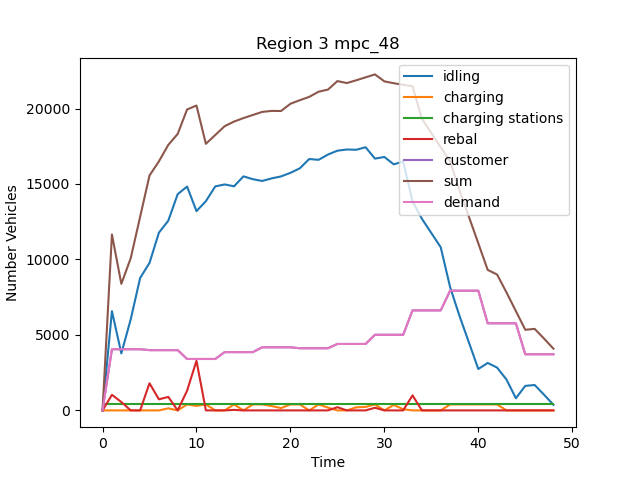 Region 3 mpc_48
Number Vehicles
20000
15000
10000
5000
0
idling
charging
charging stations
rebal
customer
sum
demand
0 10 20 30 40 50
Time